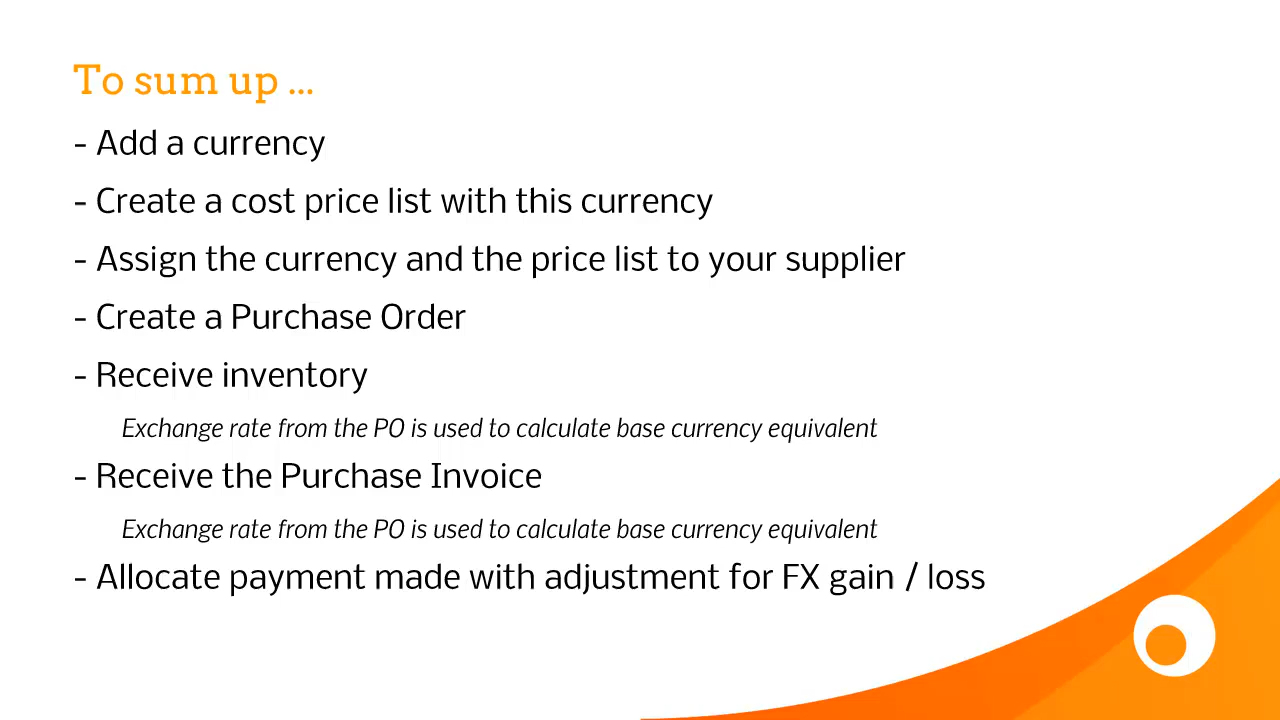 To sum up ...
- Add a currency
- Create a cost price list with this currency
- Assign the currency and the price list to your supplier
- Create a Purchase Order
- Receive inventory
Exchange rate from the PO is used to calculate base currency equivalent
- Receive the Purchase Invoice
Exchange rate from the PO is used to calculate base currency equivalent
- Allocate payment made with adjustment for FX gain / loss